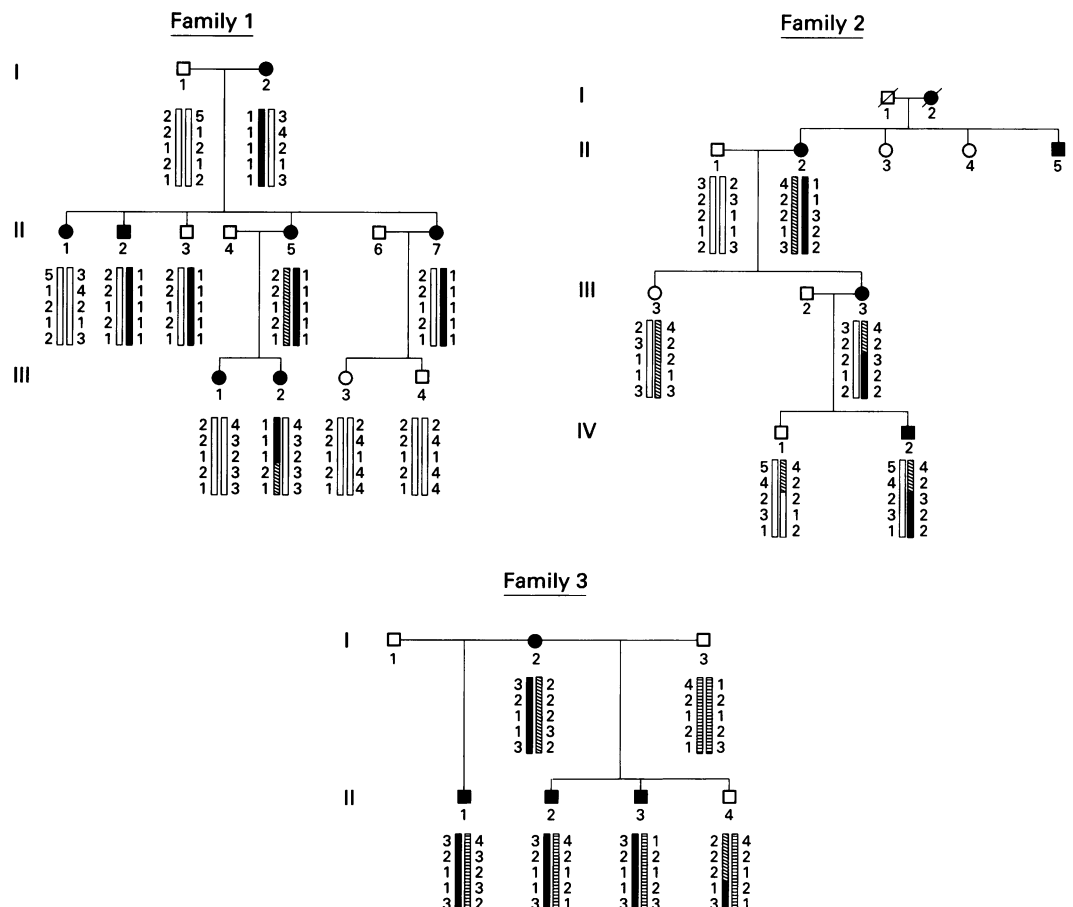 Family 1
I
1 2
2 5 1 3
2 1 1 4
1 2 1 2
2 1 1 1
1 2 1 3
II
1 2 3 4 5 6 7
5 3 2 1 2 1 2 1 2 1
1 4 2 1 2 1 2 1 2 1
2 2 1 1 1 1 1 1 1 1
1 1 2 1 2 1 2 1 2 1
2 3 1 1 1 1 1 1 1 1
III
1 2 3 4
2 4 1 4 2 2 2 2
2 3 1 3 2 4 2 4
1 2 1 2 1 1 1 1
2 3 2 3 2 4 2 4
1 3 1 3 1 4 1 4
Family 2
I
1 2
II
1 2 3 4 5
3 2 4 1
2 3 2 1
2 1 2 3
1 1 1 2
2 3 3 2
III
3 2 3
2 4 3 4
3 2 2 2
1 2 2 3
1 1 1 2
3 3 2 2
IV
1 2
5 4 5 4
4 2 4 2
2 2 2 3
3 1 3 2
1 2 1 2
Family 3
I
1 2 3
3 2 4 1
2 2 2 2
1 2 1 1
1 3 2 2
3 2 1 3
II
1 2 3 4
3 4 3 4 3 1 2 4
2 3 2 2 2 2 2 2
1 2 1 1 1 1 2 1
1 3 1 2 1 2 1 2
3 2 3 1 3 3 3 1